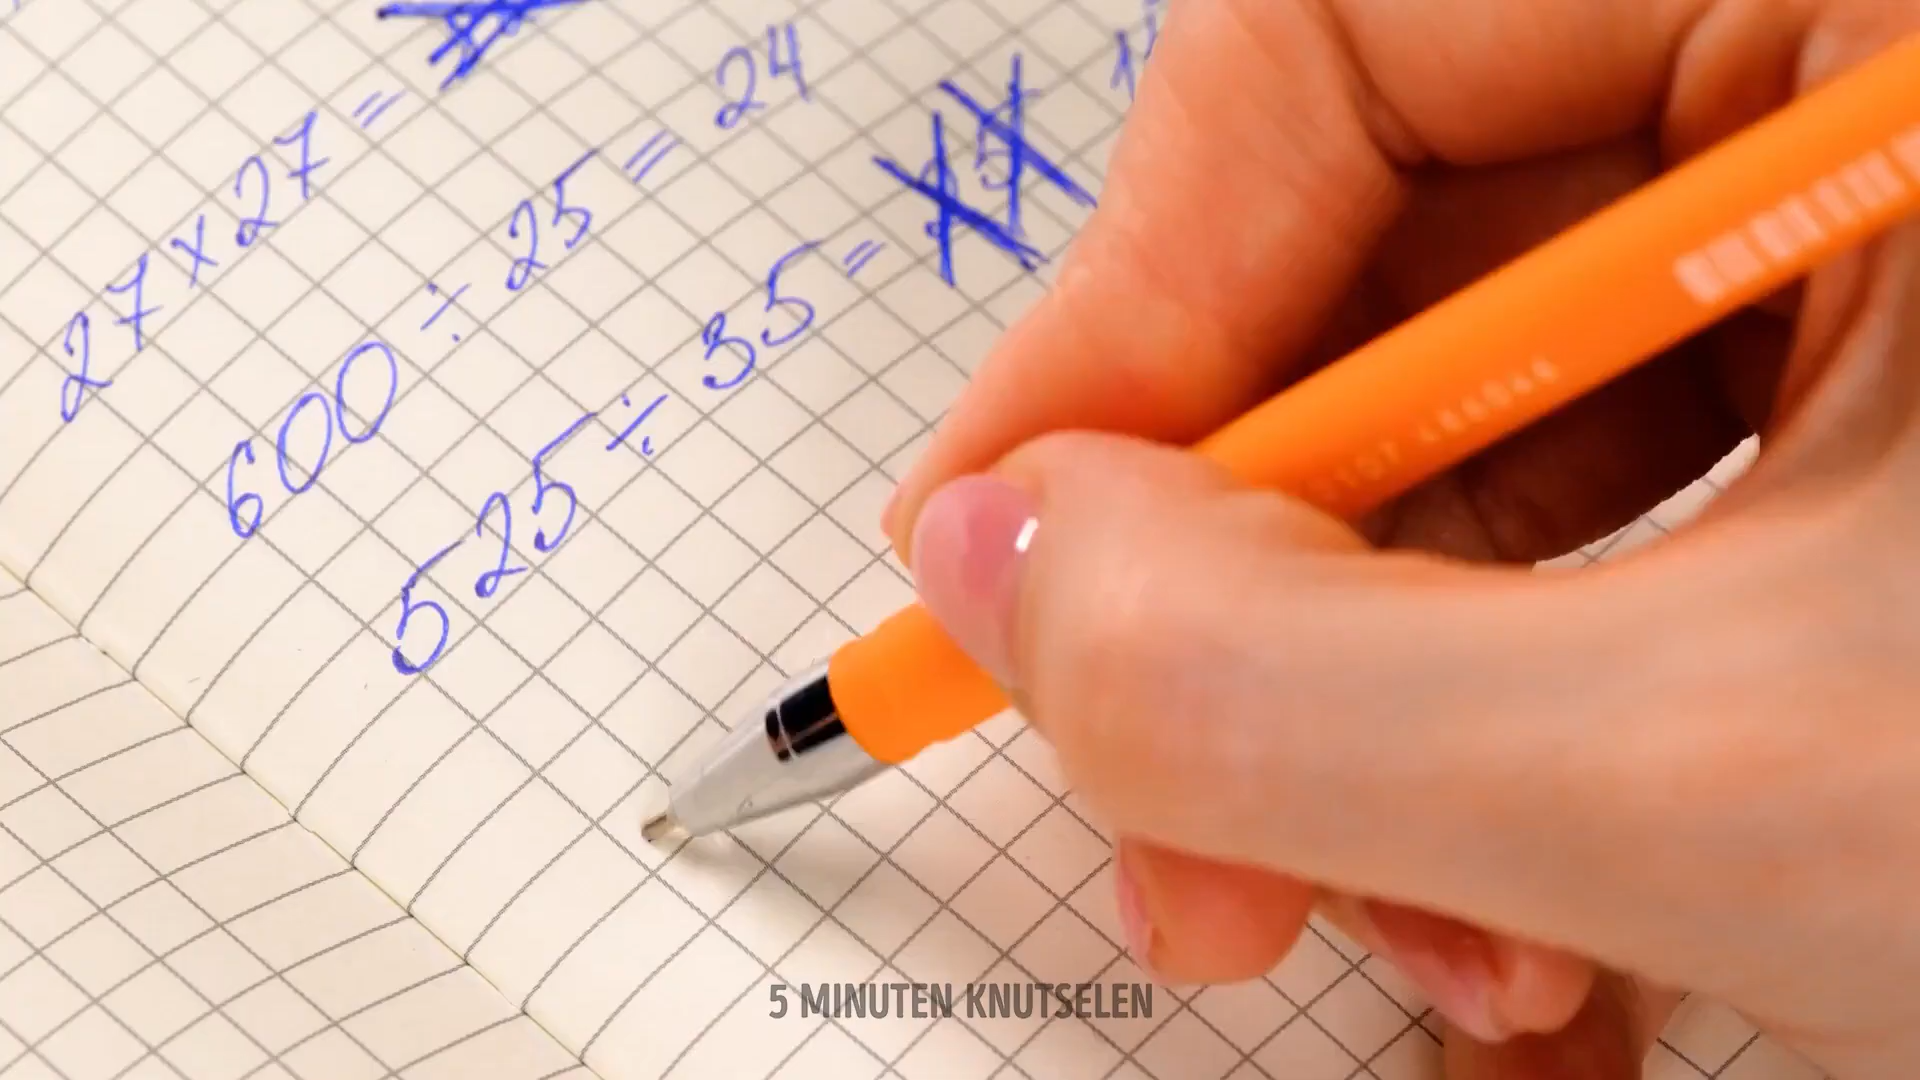 27 × 27 =
600 ÷ 25 = 24
525 ÷ 35 =
5 MINUTEN KNUTSELEN